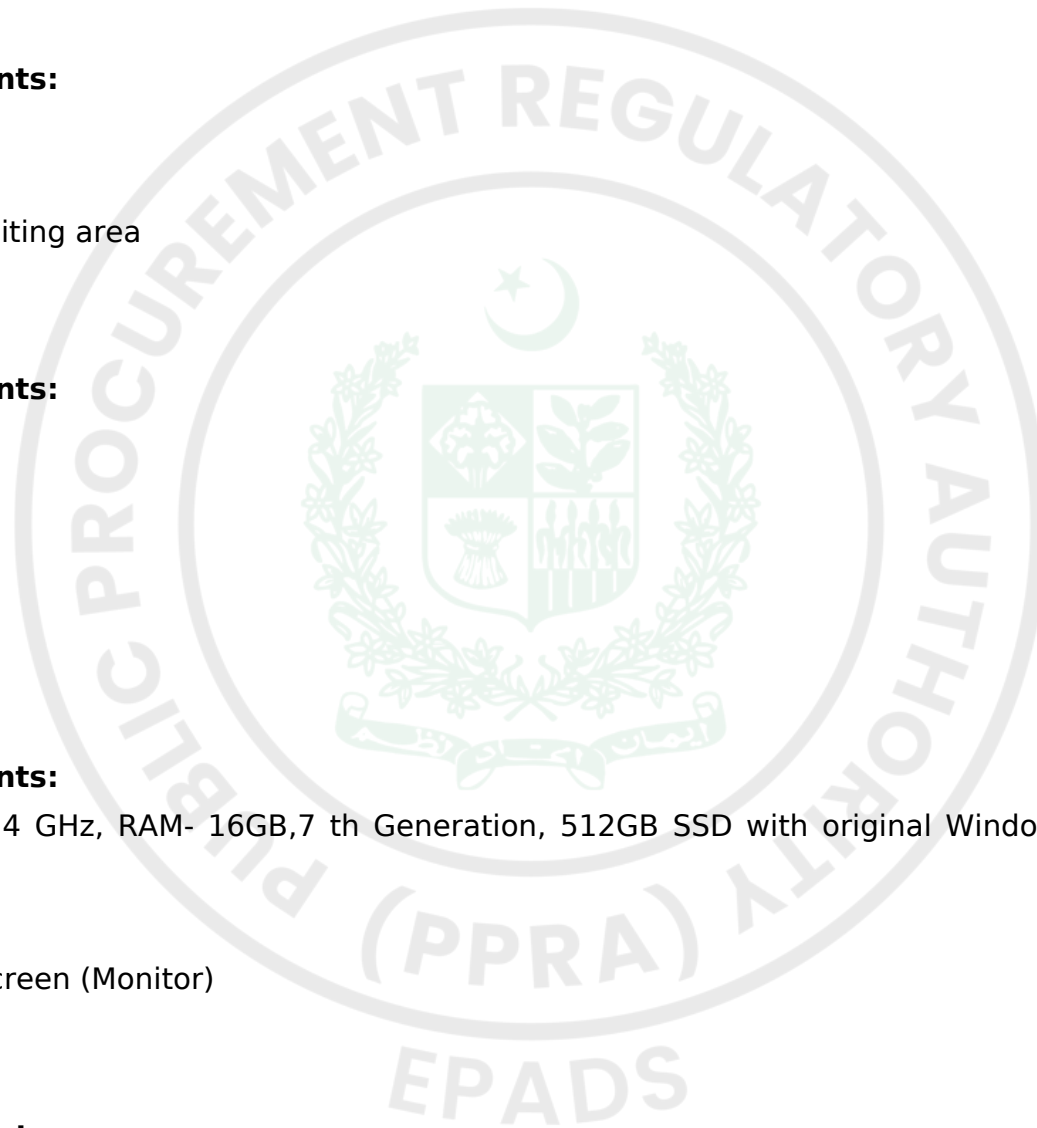 nts:
iting area
nts:
nts:
4 GHz, RAM- 16GB,7 th Generation, 512GB SSD with original Windo
creen (Monitor)
PUBLIC PROCUREMENT REGULATORY AUTHORITY
(PPRA)
EPADS